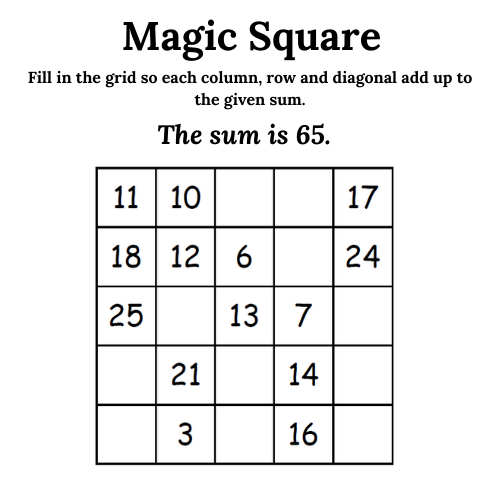 Magic Square
Fill in the grid so each column, row and diagonal add up to
the given sum.
The sum is 65.
11 10 17
18 12 6 24
25 13 7
21 14
3 16